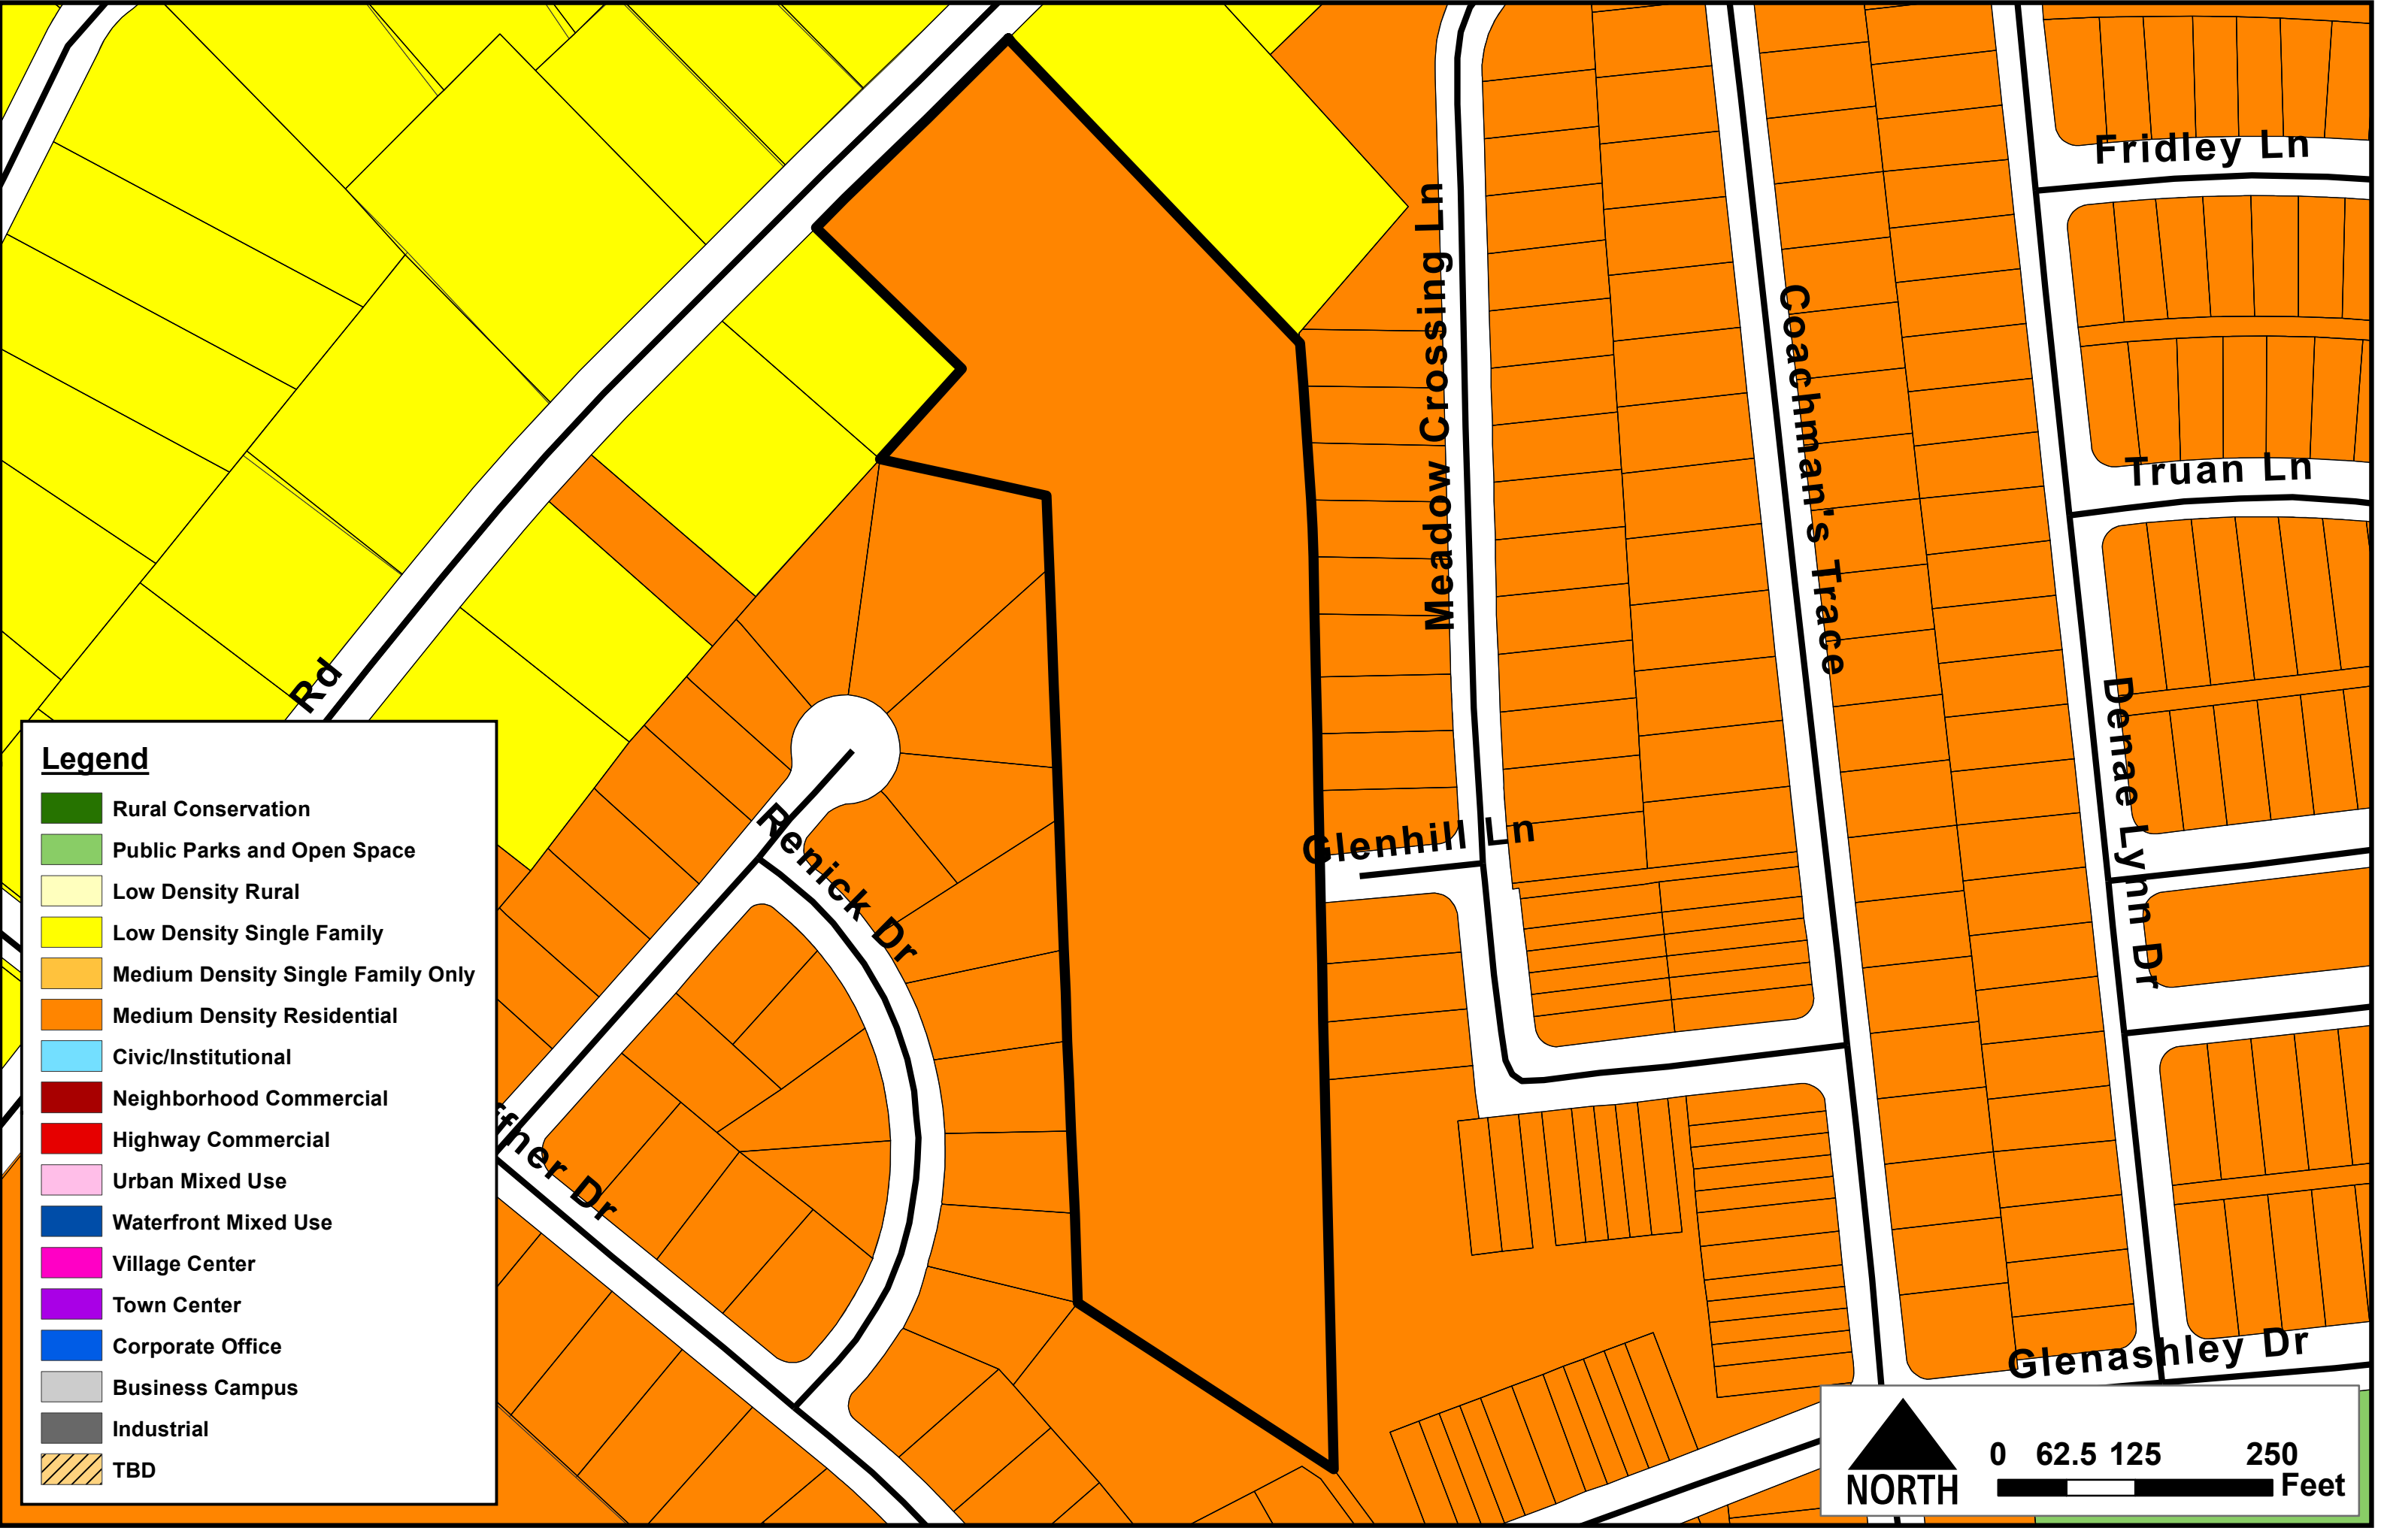 Fridley Ln
Meadow Crossing Ln
Coachman's Trace
Truan Ln
Rd
Denae Lynn Dr
Glenhill Ln
Renick Dr
Dr
Glenashley Dr
Legend
Rural Conservation
Public Parks and Open Space
Low Density Rural
Low Density Single Family
Medium Density Single Family Only
Medium Density Residential
Civic/Institutional
Neighborhood Commercial
Highway Commercial
Urban Mixed Use
Waterfront Mixed Use
Village Center
Town Center
Corporate Office
Business Campus
Industrial
TBD
NORTH
0 62.5 125 250
Feet